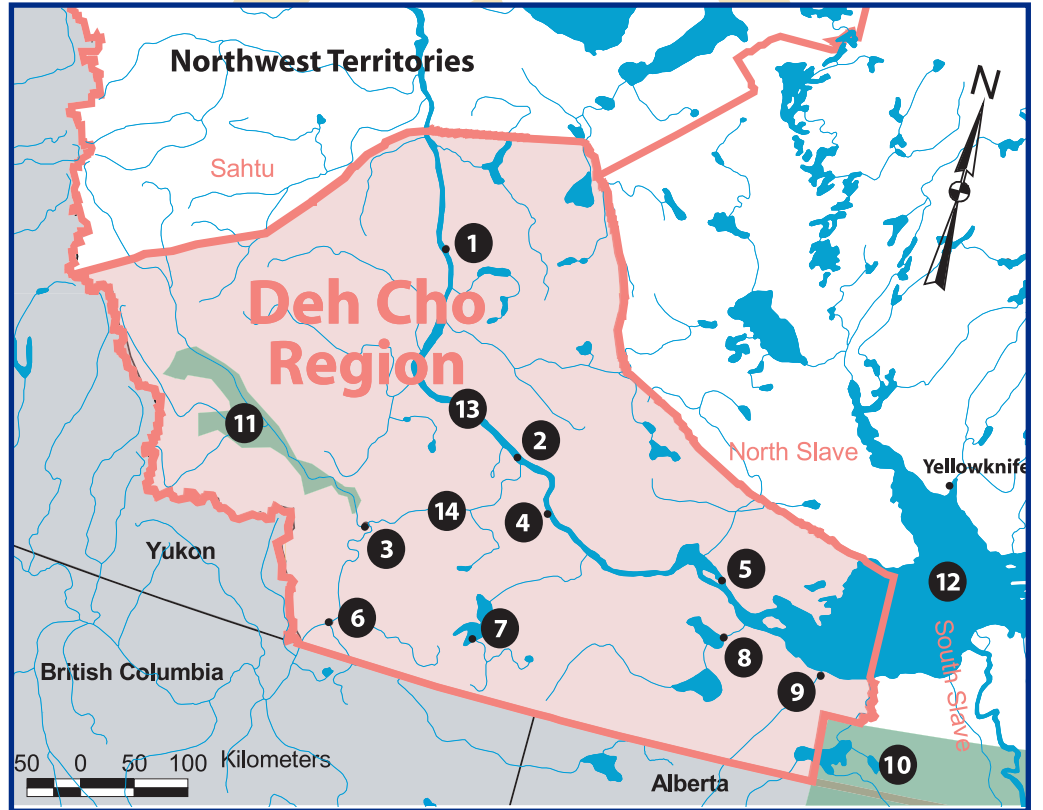 Northwest Territories
N
Sahtu
1
Deh Cho
Region
13
11
2
North Slave
Yellowknife
14
4
3
Yukon
5
12
6
7
8
South Slave
British Columbia
9
50 0 50 100 Kilometers
10
Alberta